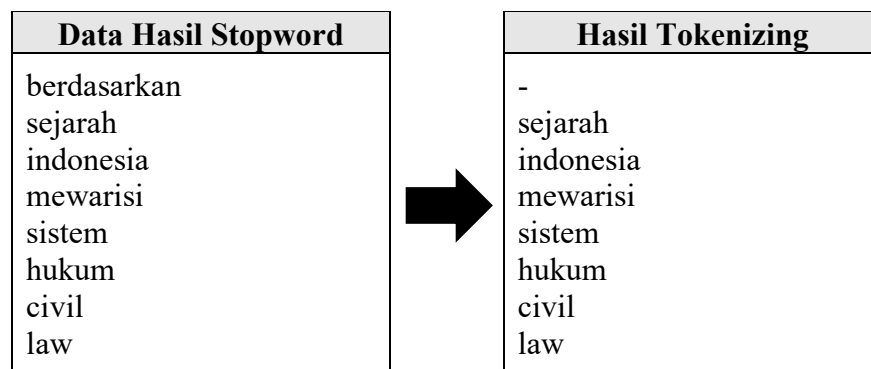 Data Hasil Stopword
berdasarkan
sejarah
indonesia
mewarisi
sistem
hukum
civil
law
Hasil Tokenizing
-
sejarah
indonesia
mewarisi
sistem
hukum
civil
law